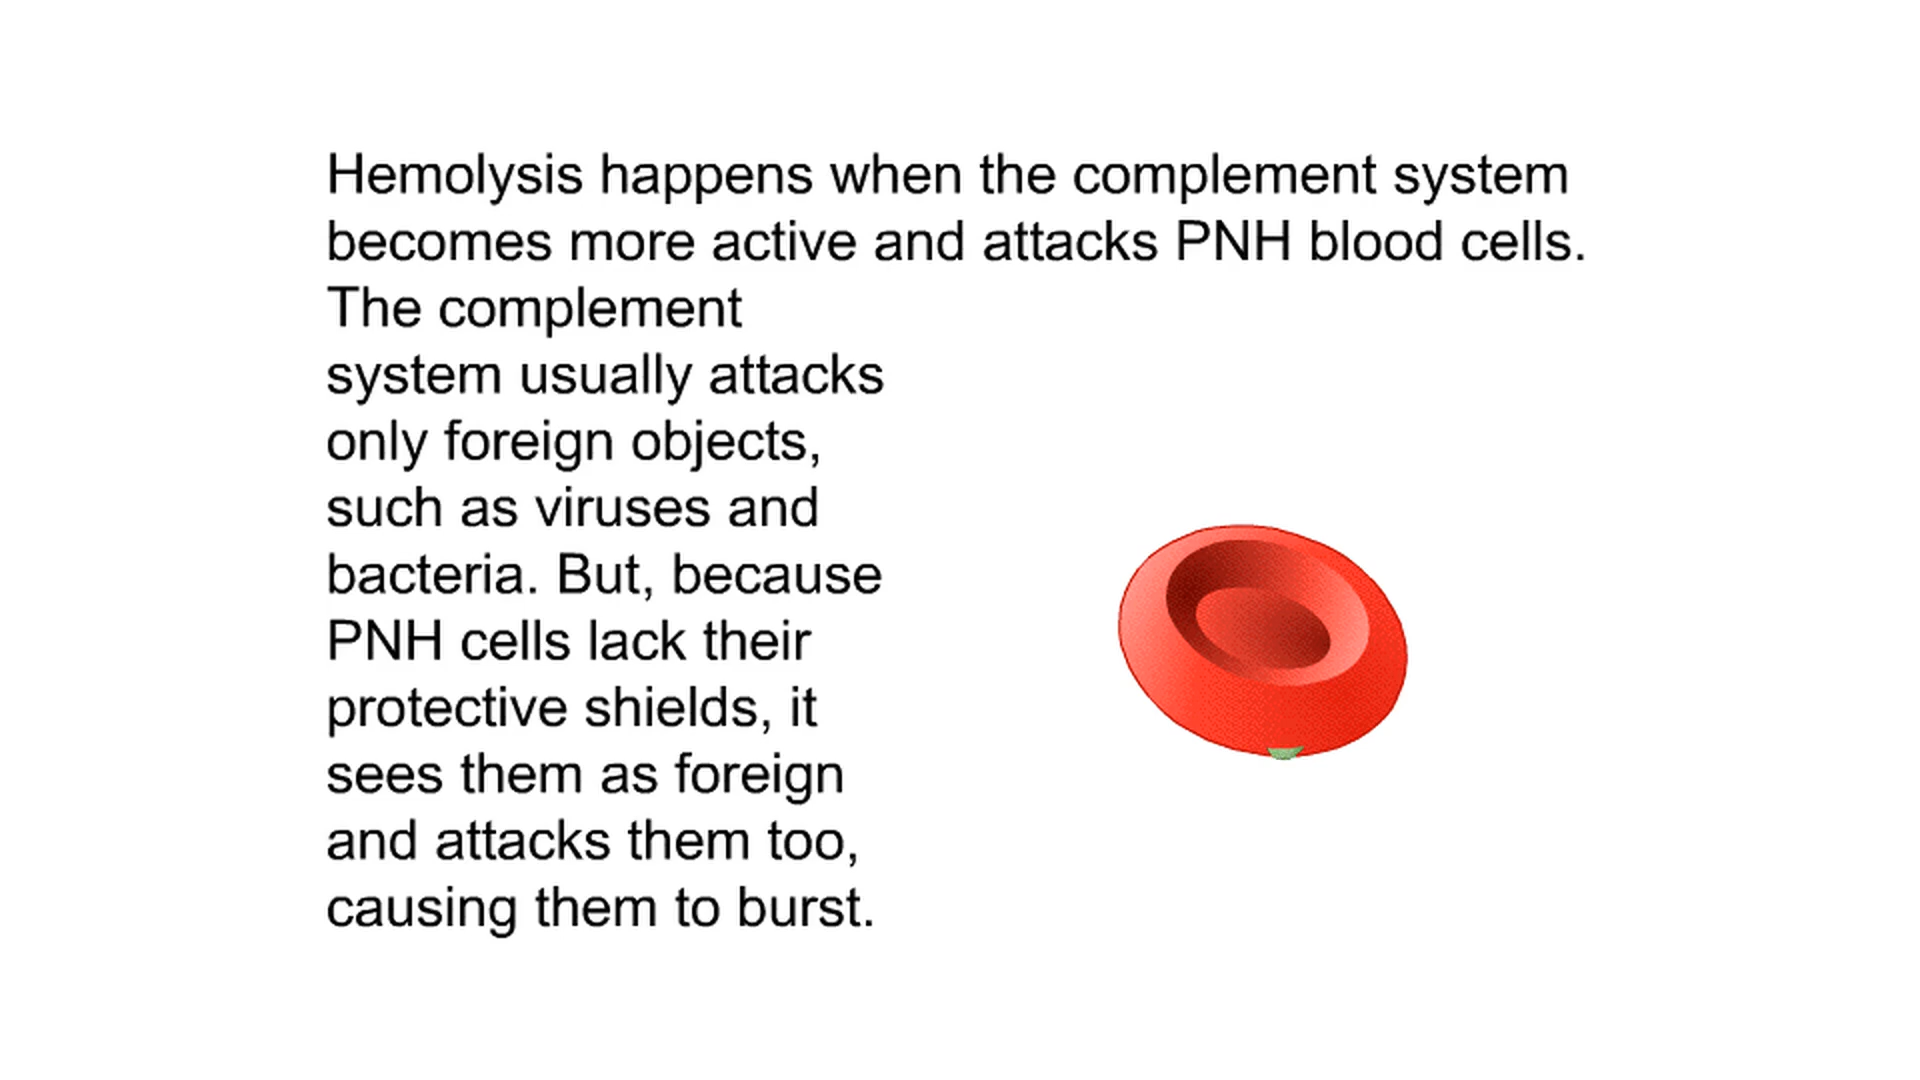 Hemolysis happens when the complement system
becomes more active and attacks PNH blood cells.
The complement
system usually attacks
only foreign objects,
such as viruses and
bacteria. But, because
PNH cells lack their
protective shields, it
sees them as foreign
and attacks them too,
causing them to burst.